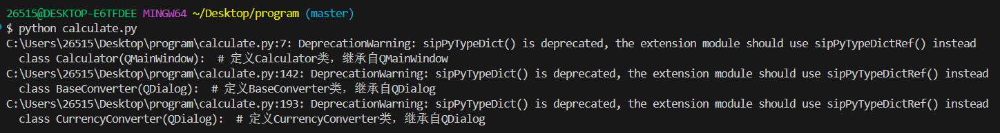 26515@DESKTOP-E6TFDEE MINGW64 ~/Desktop/program (master)
$ python calculate.py
C:\Users\26515\Desktop\program\calculate.py:7: DeprecationWarning: sipPyTypeDict() is deprecated, the extension module should use sipPyTypeDictRef() instead
  class Calculator(QMainWindow):  # 定义Calculator类，继承自QMainWindow
C:\Users\26515\Desktop\program\calculate.py:142: DeprecationWarning: sipPyTypeDict() is deprecated, the extension module should use sipPyTypeDictRef() instead
  class BaseConverter(QDialog):  # 定义BaseConverter类，继承自QDialog
C:\Users\26515\Desktop\program\calculate.py:193: DeprecationWarning: sipPyTypeDict() is deprecated, the extension module should use sipPyTypeDictRef() instead
  class CurrencyConverter(QDialog):  # 定义CurrencyConverter类，继承自QDialog